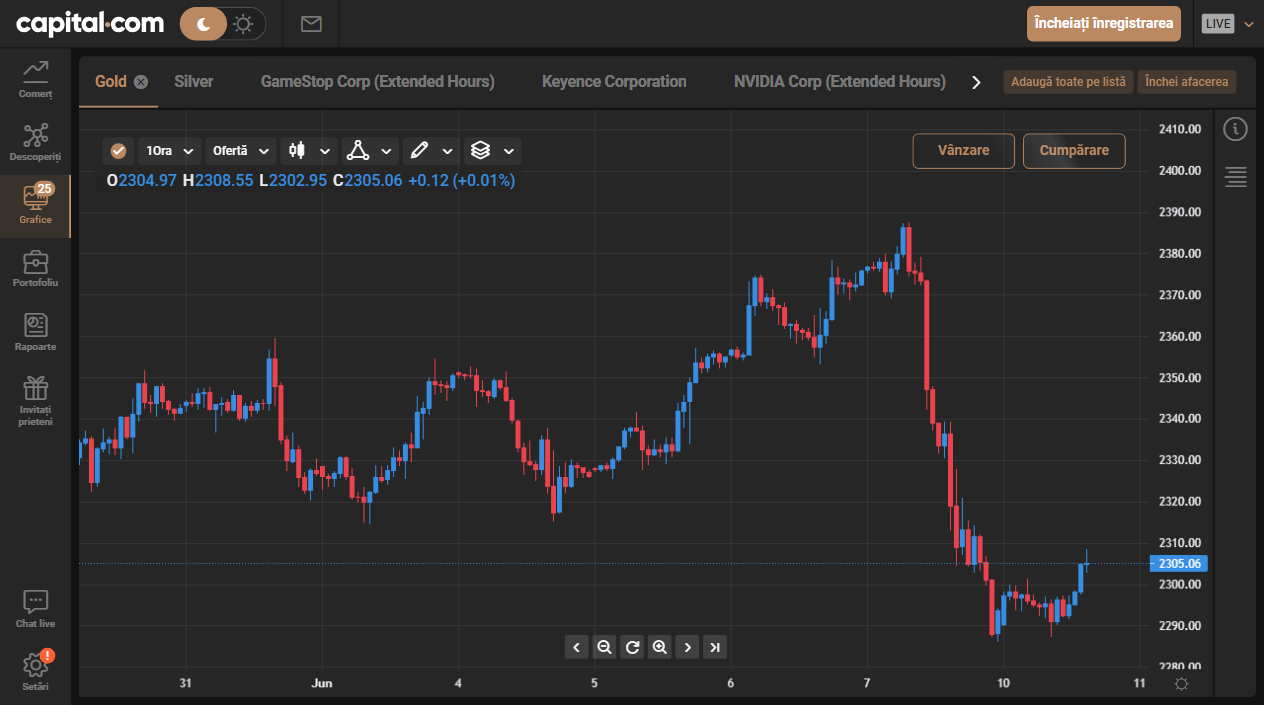 capital.com
Încheiați înregistrarea
LIVE
Comerț
Descoperiți
25
Grafice
Portofoliu
Rapoarte
Invitați
prieteni
Chat live
!
Setări
Gold Silver GameStop Corp (Extended Hours) Keyence Corporation NVIDIA Corp (Extended Hours) Adaugă toate pe listă Închei afacerea
1Ora Ofertă
Vânzare Cumpărare
O2304.97 H2308.55 L2302.95 C2305.06 +0.12 (+0.01%)
2410.00
2400.00
2390.00
2380.00
2370.00
2360.00
2350.00
2340.00
2330.00
2320.00
2310.00
2305.06
2300.00
2290.00
2280.00
31 Jun 4 5 6 7 10 11